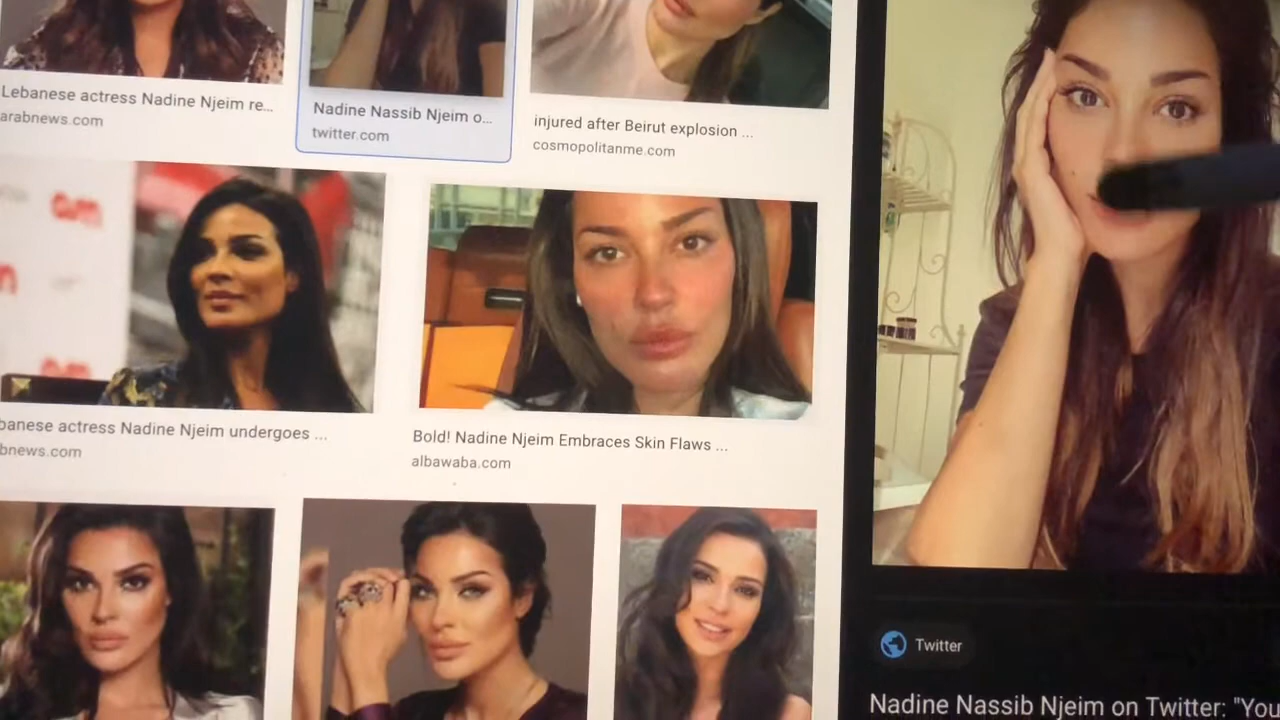 Lebanese actress Nadine Njeim re...
arabnews.com
Nadine Nassib Njeim o...
twitter.com
injured after Beirut explosion ...
cosmopolitanme.com
banese actress Nadine Njeim undergoes ...
bnews.com
Bold! Nadine Njeim Embraces Skin Flaws ...
albawaba.com
Twitter
Nadine Nassib Njeim on Twitter: "You